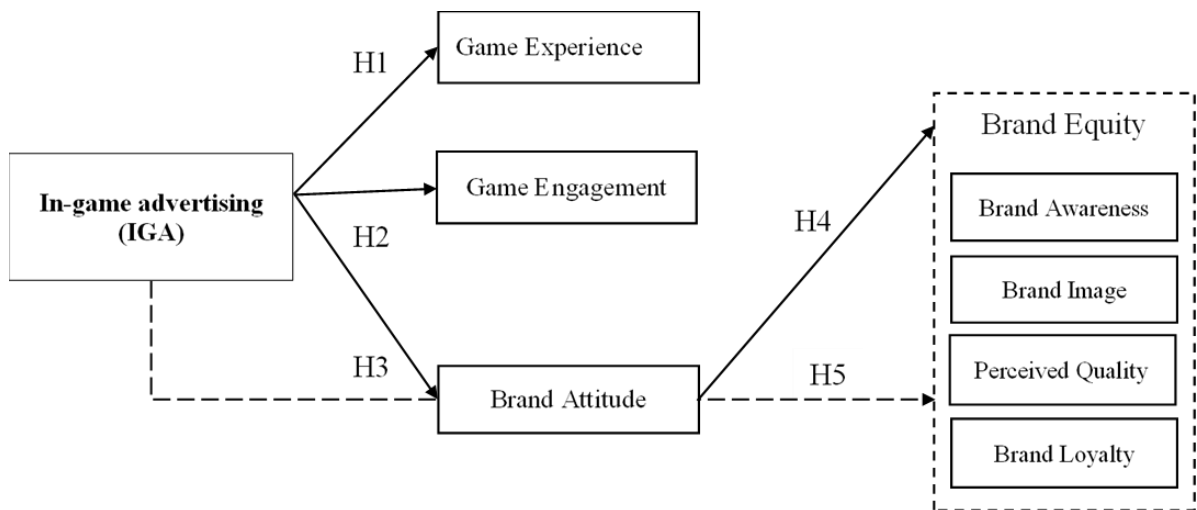 H1
Game Experience
Brand Equity
In-game advertising
(IGA)
Game Engagement
H2
H4
Brand Awareness
Brand Image
H3
Brand Attitude
H5
Perceived Quality
Brand Loyalty